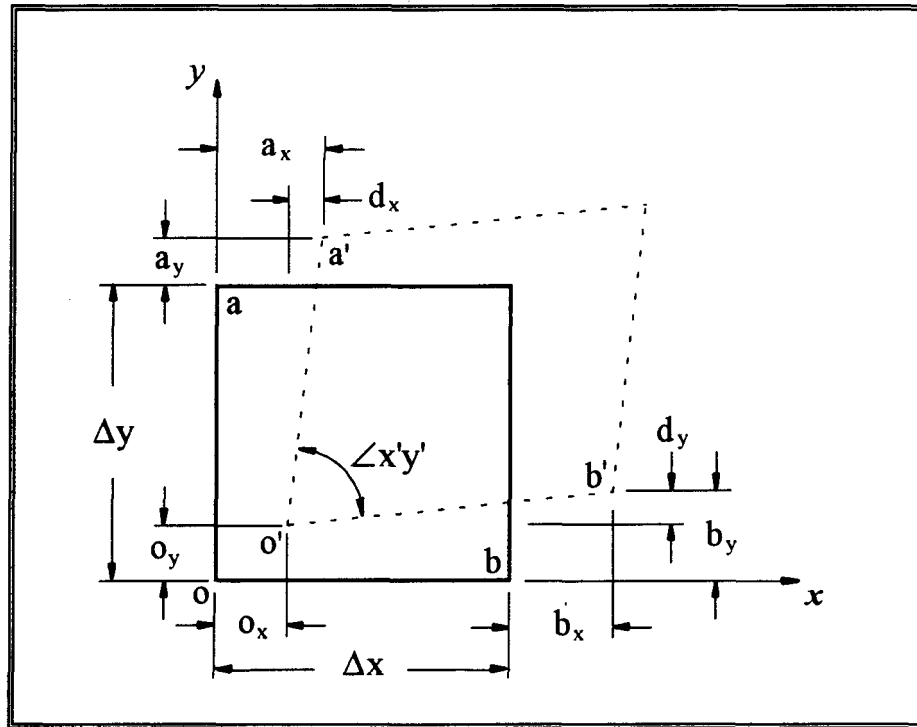 y
a_x
d_x
a_y
a'
a
Δy
∠x'y'
d_y
b'
o_y
o'
b
b_y
o
x
o_x
b_x
Δx